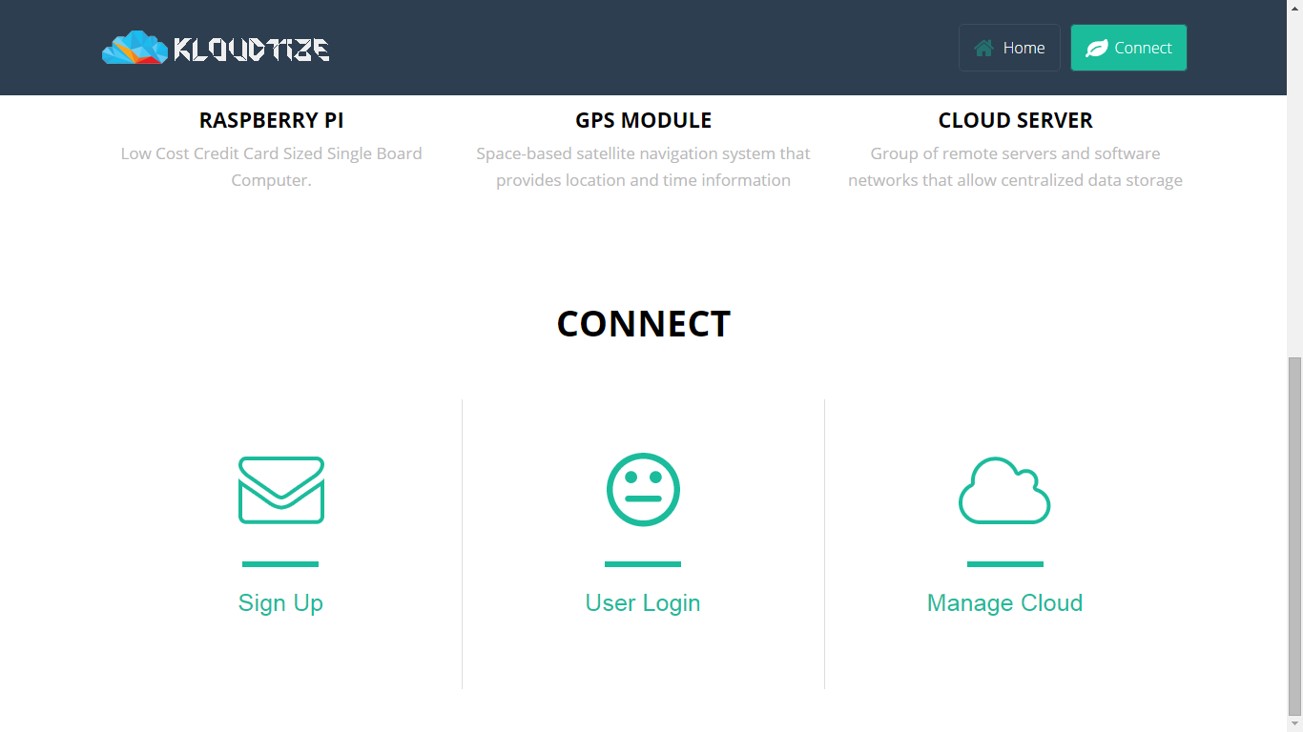 KLOUDTIZE
Home
Connect
RASPBERRY PI
Low Cost Credit Card Sized Single Board
Computer.
GPS MODULE
Space-based satellite navigation system that
provides location and time information
CLOUD SERVER
Group of remote servers and software
networks that allow centralized data storage
CONNECT
Sign Up
User Login
Manage Cloud